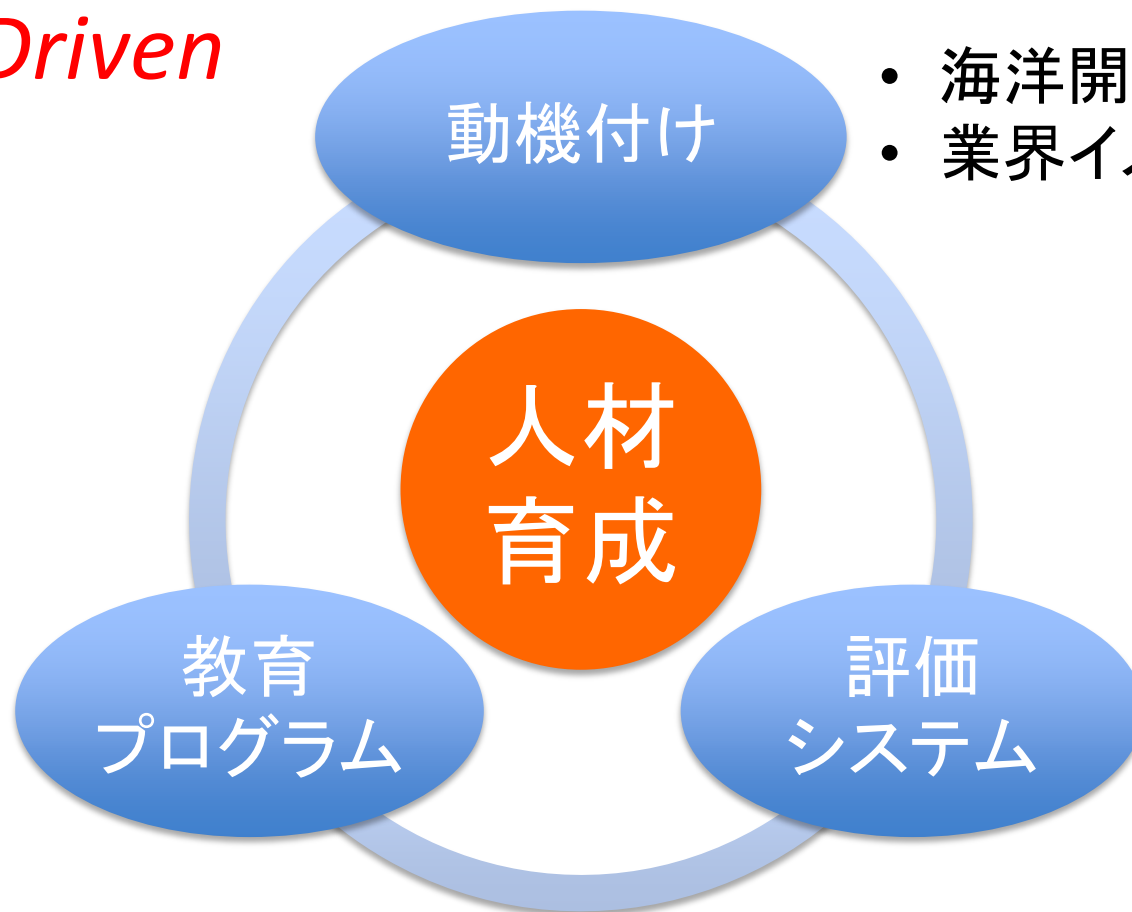 Driven
動機付け
• 海洋開
• 業界イ
人材
育成
教育
プログラム
評価
システム